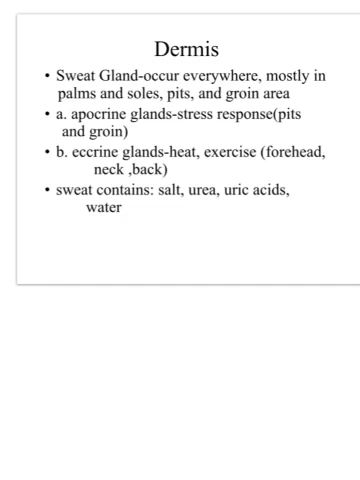 Dermis
• Sweat Gland-occur everywhere, mostly in
palms and soles, pits, and groin area
• a. apocrine glands-stress response(pits
and groin)
• b. eccrine glands-heat, exercise (forehead,
neck ,back)
• sweat contains: salt, urea, uric acids,
water